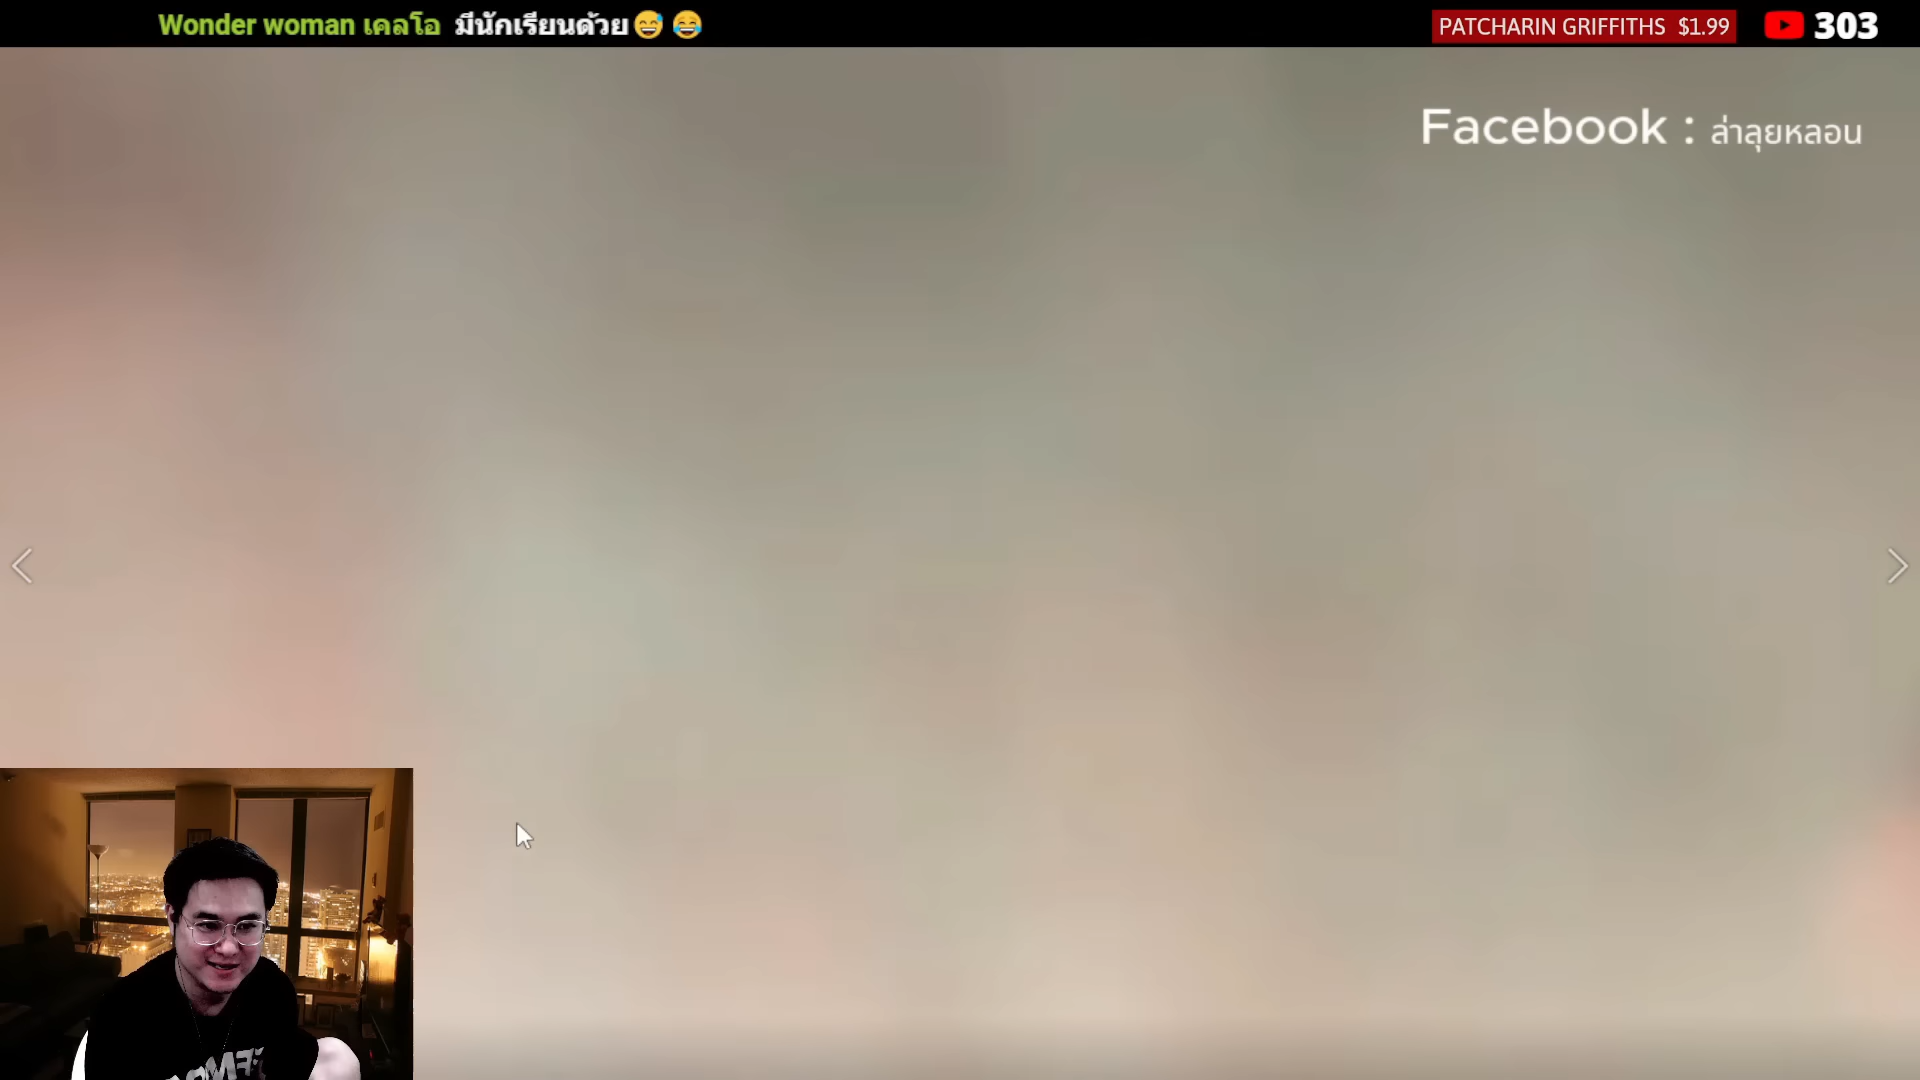 Wonder woman เคลโอ มีนักเรียนด้วย😅 😂
PATCHARIN GRIFFITHS $1.99
303
Facebook : ล่าลุยหลอน